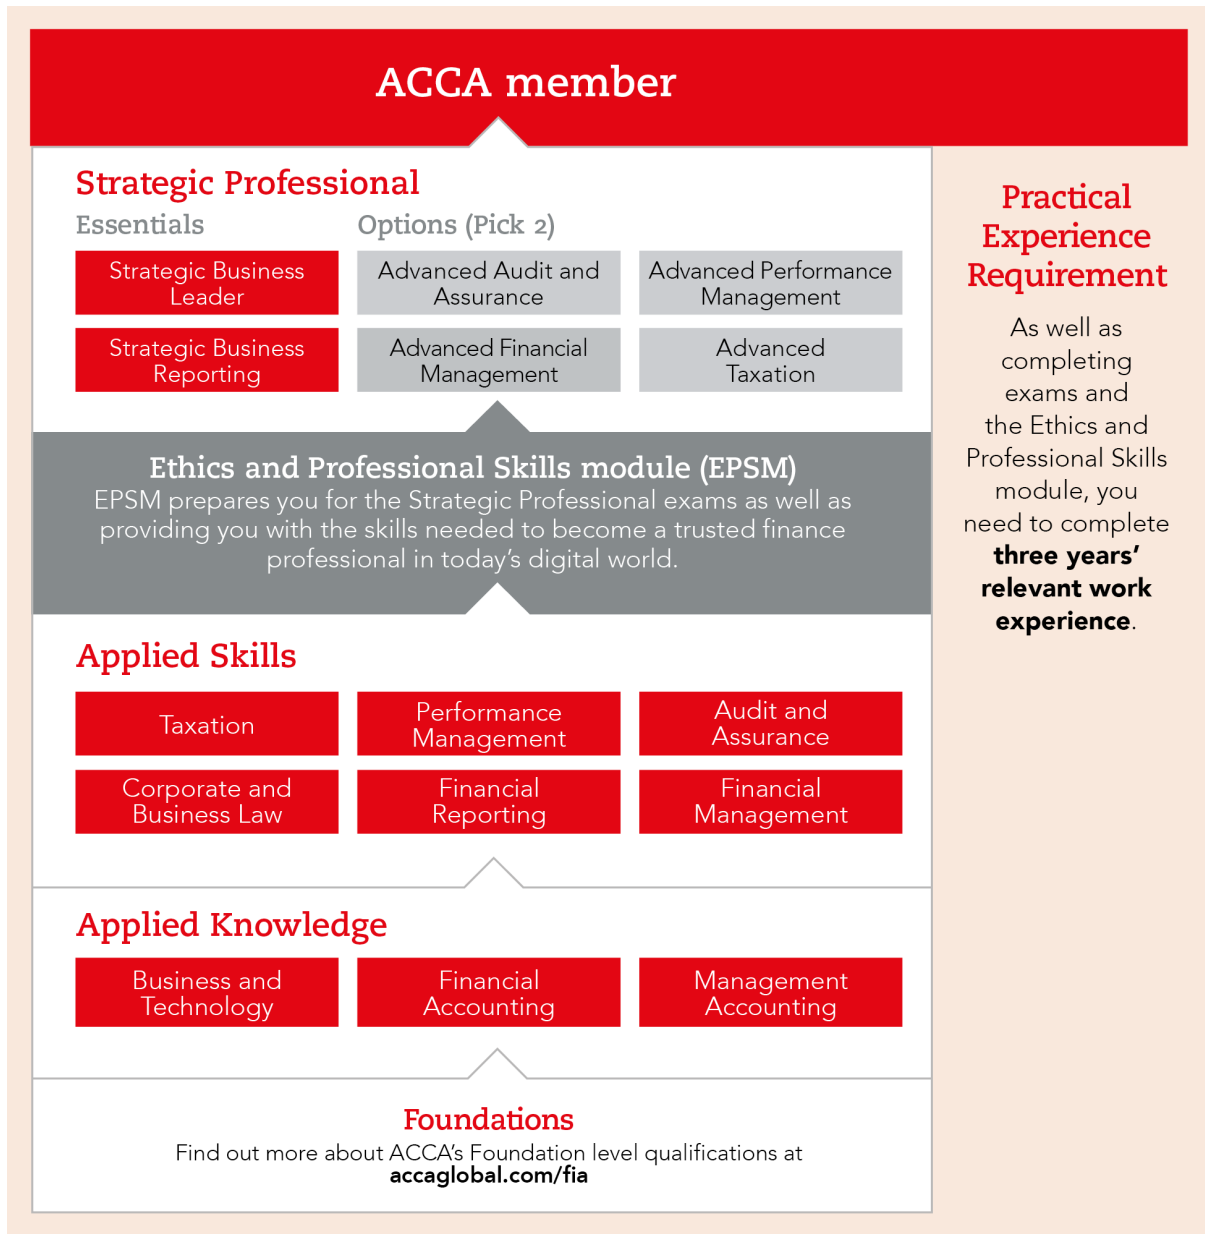 ACCA member
Strategic Professional
Essentials
Options (Pick 2)
Strategic Business
Leader
Advanced Audit and
Assurance
Advanced Performance
Management
Strategic Business
Reporting
Advanced Financial
Management
Advanced
Taxation
Ethics and Professional Skills module (EPSM)
EPSM prepares you for the Strategic Professional exams as well as
providing you with the skills needed to become a trusted finance
professional in today’s digital world.
Applied Skills
Taxation
Performance
Management
Audit and
Assurance
Corporate and
Business Law
Financial
Reporting
Financial
Management
Applied Knowledge
Business and
Technology
Financial
Accounting
Management
Accounting
Foundations
Find out more about ACCA’s Foundation level qualifications at
accaglobal.com/fia
Practical
Experience
Requirement
As well as
completing
exams and
the Ethics and
Professional Skills
module, you
need to complete
three years’
relevant work
experience.